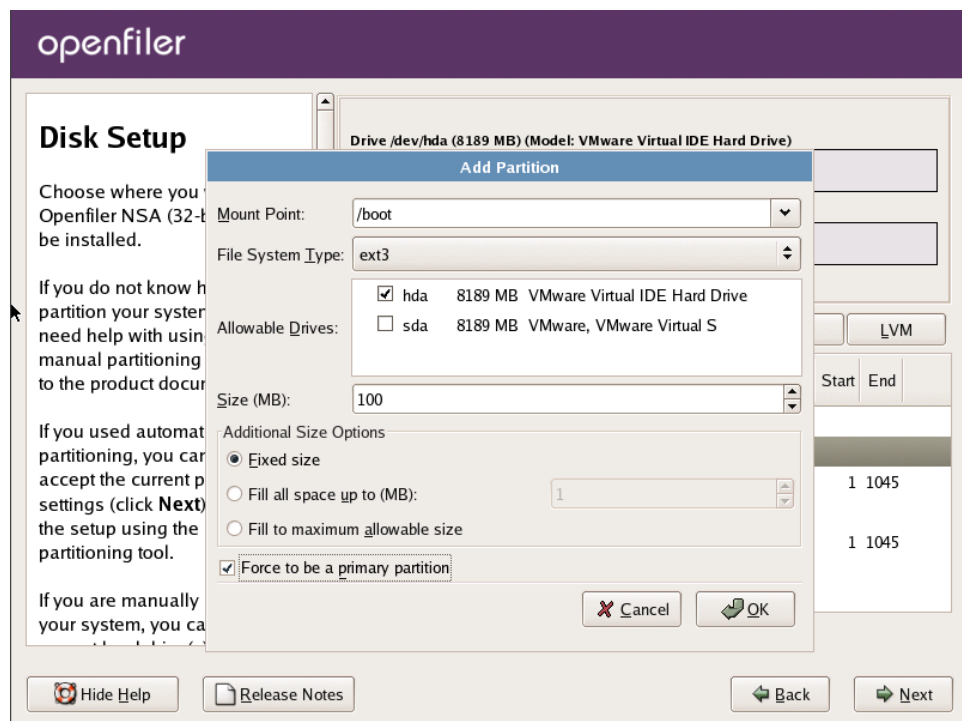 openfiler
Disk Setup
Choose where you
Openfiler NSA (32-b
be installed.
If you do not know h
partition your system
need help with using
manual partitioning
to the product docu
If you used automat
partitioning, you can
accept the current p
settings (click Next)
the setup using the
partitioning tool.
If you are manually
your system, you ca
Drive /dev/hda (8189 MB) (Model: VMware Virtual IDE Hard Drive)
Add Partition
Mount Point:
/boot
File System Type:
ext3
Allowable Drives:
hda 8189 MB VMware Virtual IDE Hard Drive
sda 8189 MB VMware, VMware Virtual S
Size (MB):
100
Additional Size Options
Fixed size
Fill all space up to (MB):
1
Fill to maximum allowable size
Force to be a primary partition
Cancel
OK
LVM
Start End
1 1045
1 1045
Hide Help
Release Notes
Back
Next